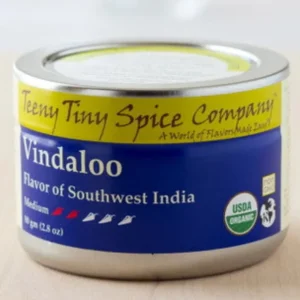 Teeny Tiny Spice Company
A World of Flavors Made
Vindaloo
Flavor of Southwest India
Medium
80 gm (2.8 oz)
USDA
ORGANIC